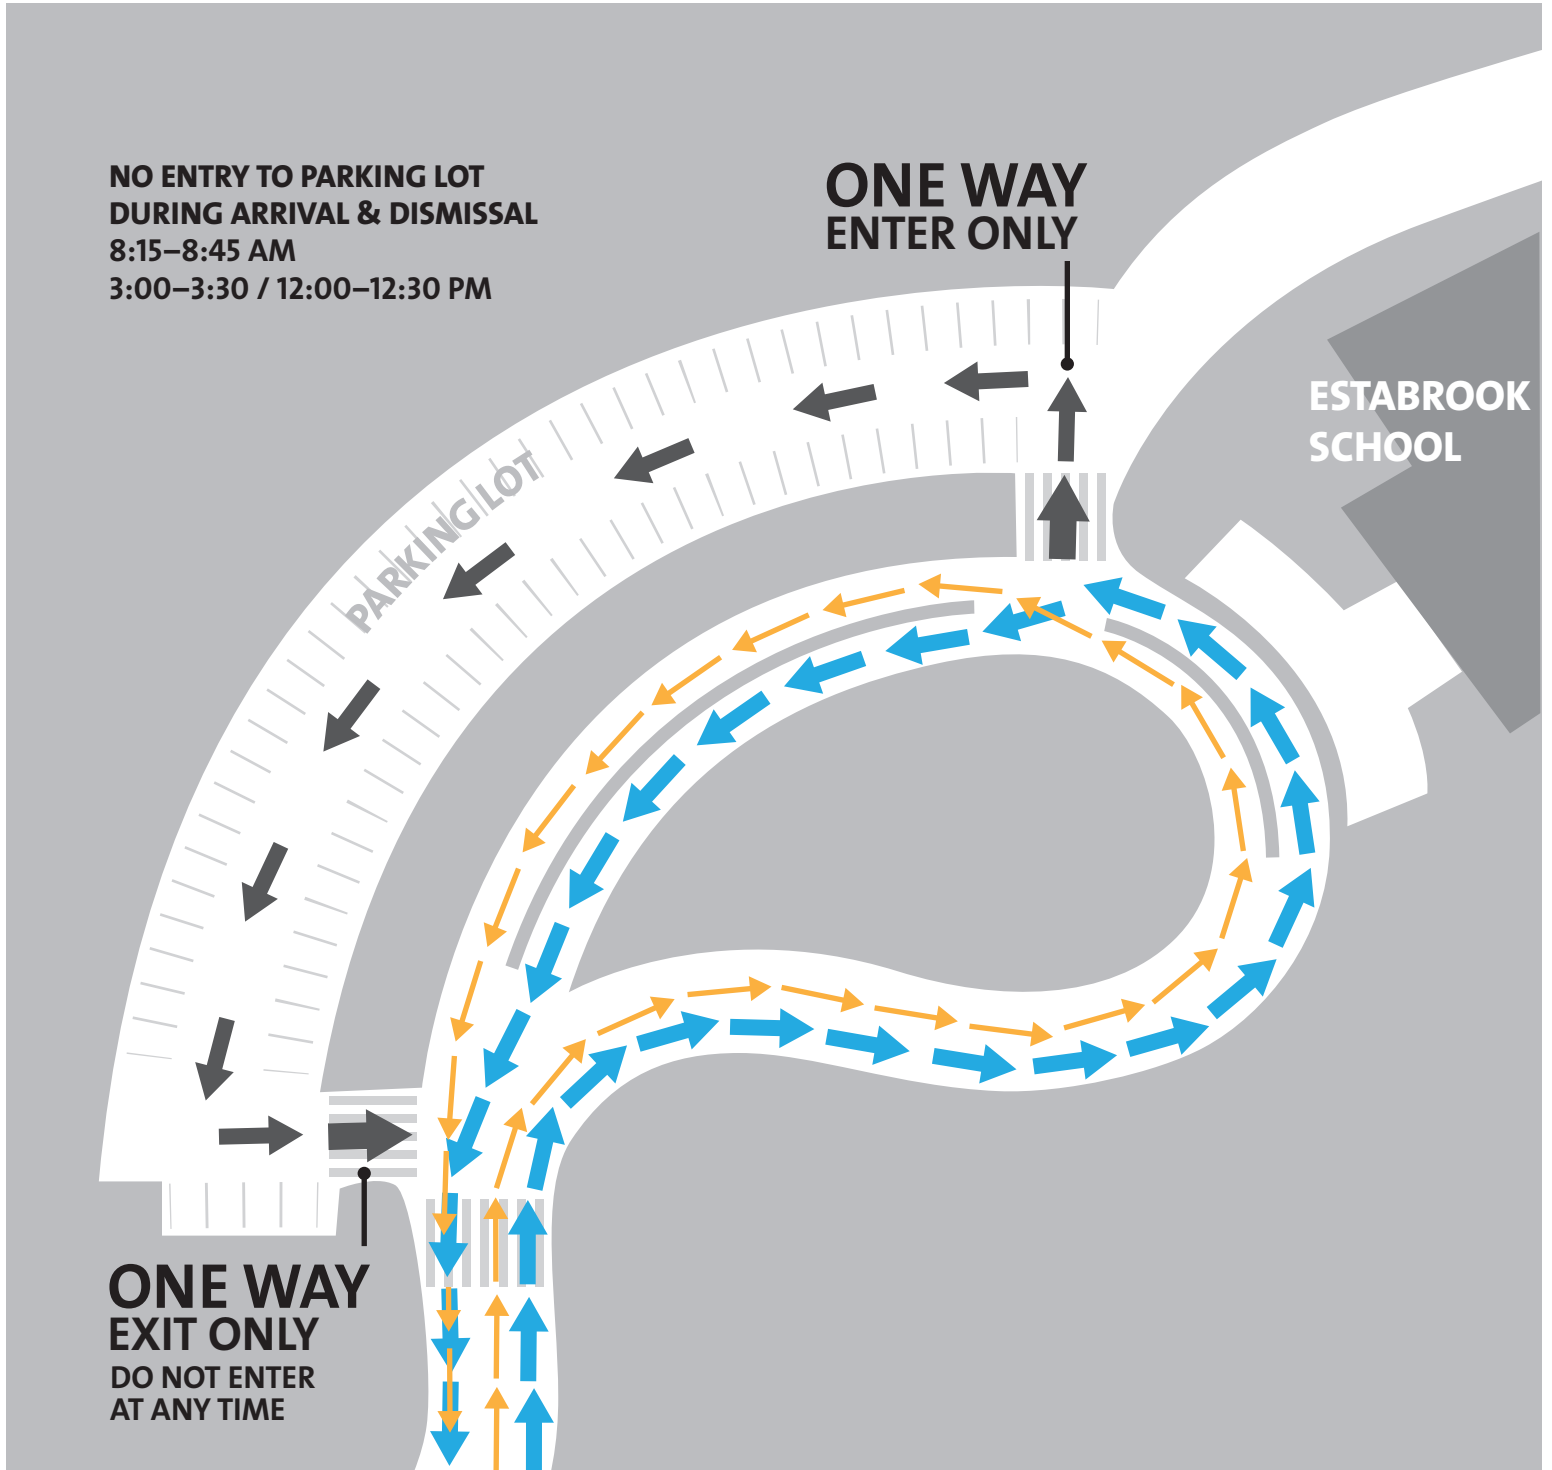 NO ENTRY TO PARKING LOT
DURING ARRIVAL & DISMISSAL
8:15–8:45 AM
3:00–3:30 / 12:00–12:30 PM
ONE WAY
ENTER ONLY
ESTABROOK
SCHOOL
PARKING LOT
ONE WAY
EXIT ONLY
DO NOT ENTER
AT ANY TIME